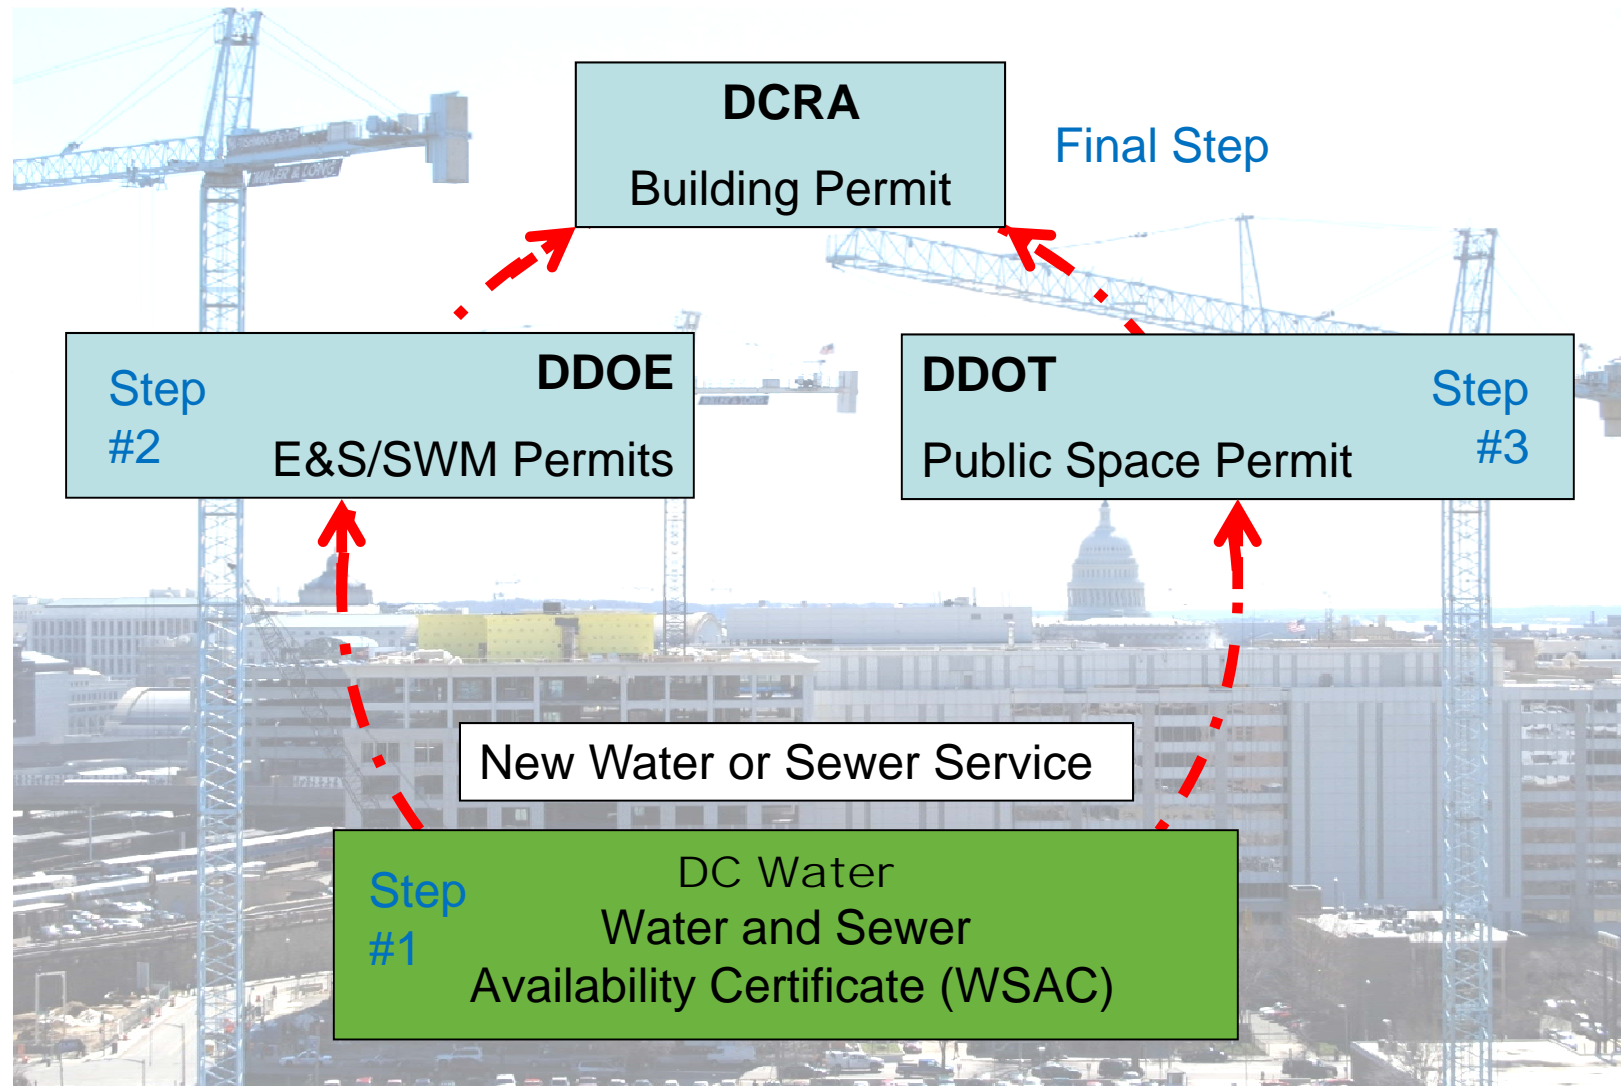 DCRA
Building Permit
Final Step
Step
#2
DDOE
E&S/SWM Permits
DDOT
Public Space Permit
Step
#3
New Water or Sewer Service
Step
#1
DC Water
Water and Sewer
Availability Certificate (WSAC)